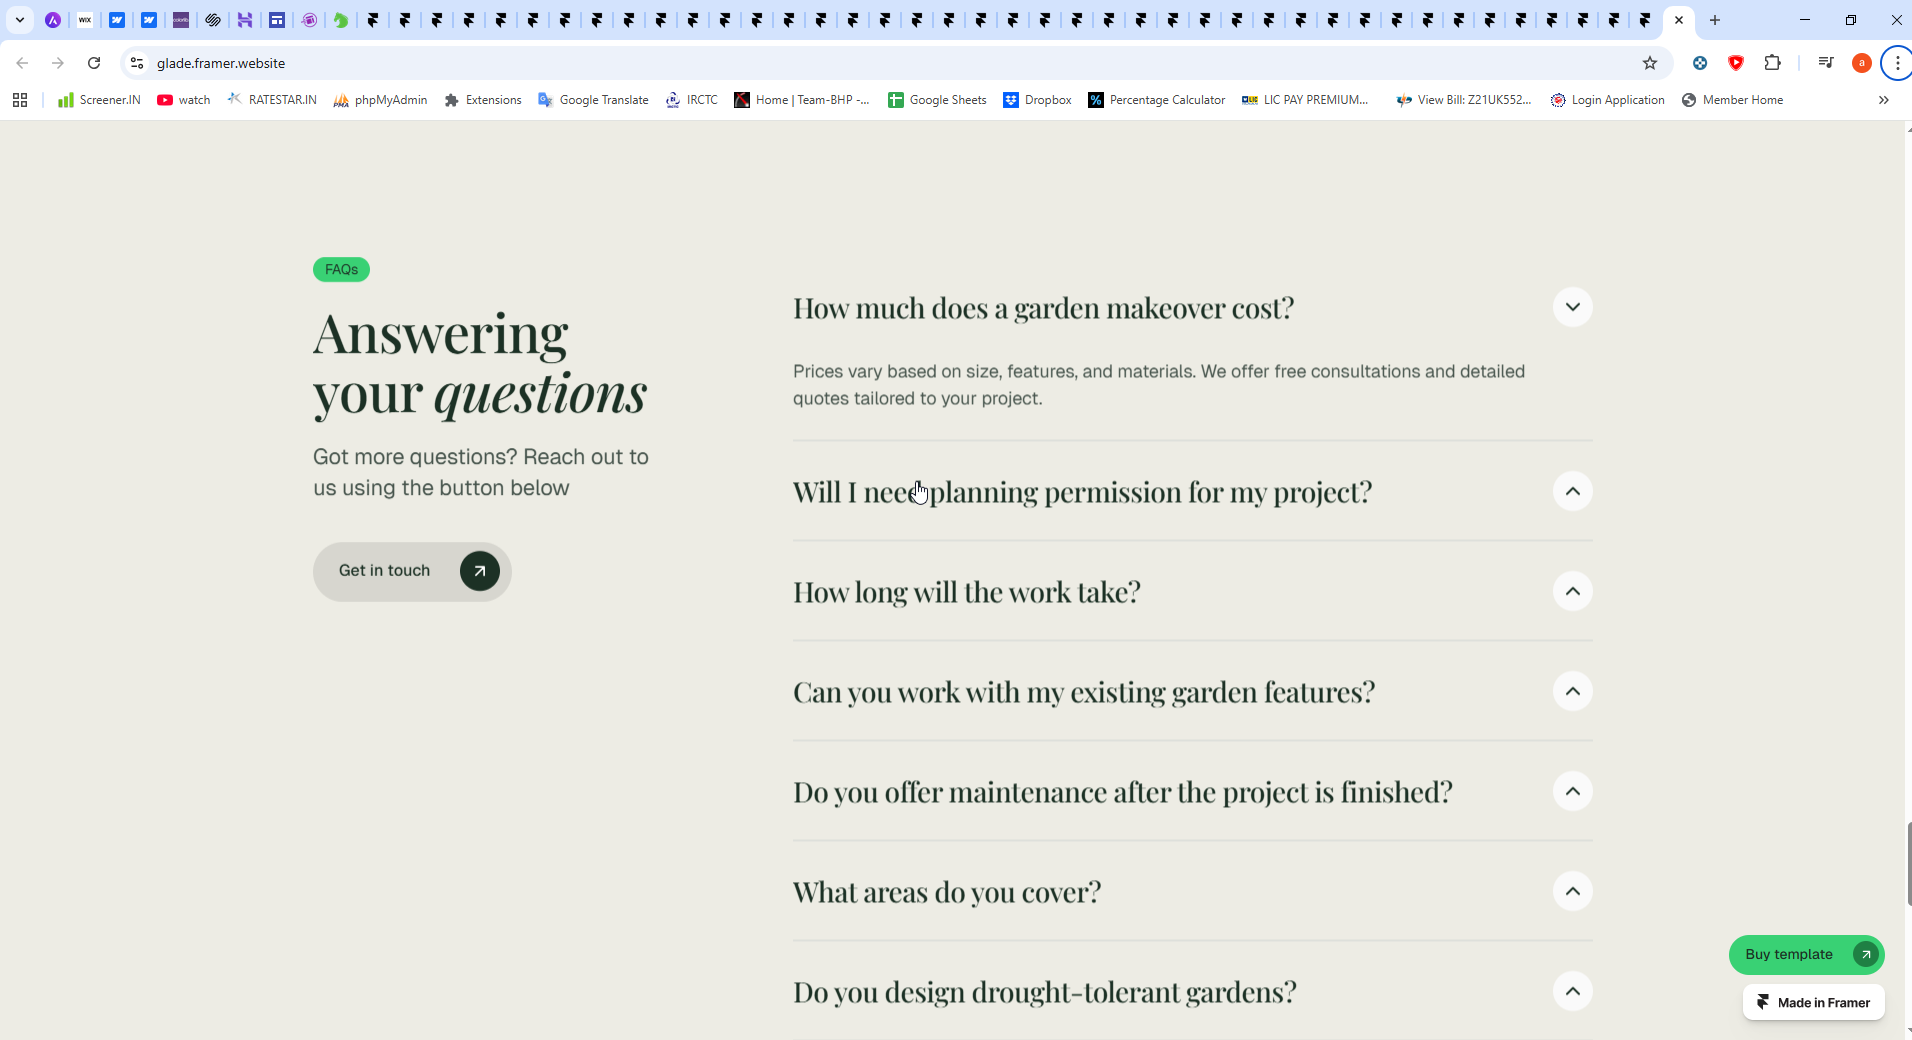 WIX
glade.framer.website
a
Screener.IN
watch
RATESTAR.IN
phpMyAdmin
Extensions
Google Translate
IRCTC
Home | Team-BHP -...
Google Sheets
Dropbox
Percentage Calculator
LIC PAY PREMIUM...
View Bill: Z21UK552...
Login Application
Member Home
FAQs
Answering
your questions
Got more questions? Reach out to
us using the button below
Get in touch
How much does a garden makeover cost?
Prices vary based on size, features, and materials. We offer free consultations and detailed
quotes tailored to your project.
Will I need planning permission for my project?
How long will the work take?
Can you work with my existing garden features?
Do you offer maintenance after the project is finished?
What areas do you cover?
Do you design drought-tolerant gardens?
Buy template
Made in Framer